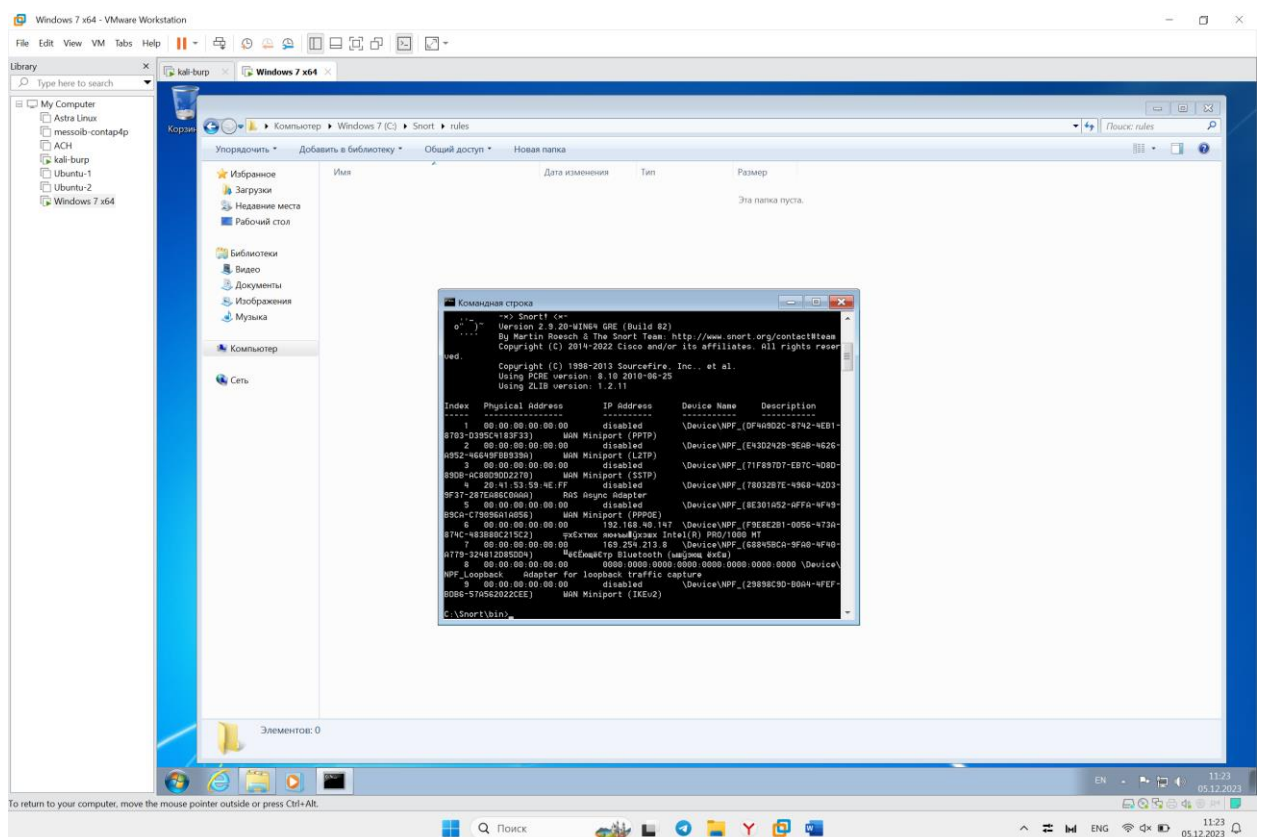 Windows 7 x64 - VMware Workstation
File Edit View VM Tabs Help
Library
Type here to search
kali-burp
Windows 7 x64
My Computer
Astra Linux
messoib-contap4p
ACH
kali-burp
Ubuntu-1
Ubuntu-2
Windows 7 x64
Корзин
Компьютер Windows 7 (C:) Snort rules
Поиск: rules
Упорядочить Добавить в библиотеку Общий доступ Новая папка
Избранное
Загрузки
Недавние места
Рабочий стол
Библиотеки
Видео
Документы
Изображения
Музыка
Компьютер
Сеть
Имя Дата изменения Тип Размер
Эта папка пуста.
Командная строка
-*> Snort! <*-
o" )~ Version 2.9.20-WIN64 GRE (Build 82)
'''' By Martin Roesch & The Snort Team: http://www.snort.org/contact#team
Copyright (C) 2014-2022 Cisco and/or its affiliates. All rights reser
ved.
Copyright (C) 1998-2013 Sourcefire, Inc., et al.
Using PCRE version: 8.10 2010-06-25
Using ZLIB version: 1.2.11
Index Physical Address IP Address Device Name Description
1 00:00:00:00:00:00 disabled \Device\NPF_{DF4A9D2C-8742-4EB1-
8703-D395C4183F33} WAN Miniport (PPTP)
2 00:00:00:00:00:00 disabled \Device\NPF_{E43D242B-9EAB-4626-
A952-46649FBB939A} WAN Miniport (L2TP)
3 00:00:00:00:00:00 disabled \Device\NPF_{71F897D7-EB7C-4D8D-
89DB-AC80D9DD2270} WAN Miniport (SSTP)
4 20:41:53:59:4E:FF disabled \Device\NPF_{78032B7E-4968-42D3-
9F37-287EA86C0AAA} RAS Async Adapter
5 00:00:00:00:00:00 disabled \Device\NPF_{8E301A52-AFFA-4F49-
B9CA-C79096A1A056} WAN Miniport (PPPOE)
6 00:00:00:00:00:00 192.168.40.147 \Device\NPF_{F9E8E2B1-0056-473A-
874C-483B80C215C2} Intel(R) PRO/1000 MT
7 00:00:00:00:00:00 169.254.213.8 \Device\NPF_{68845BCA-9FA0-4F40-
A779-324812D85DD4} Bluetooth
8 00:00:00:00:00:00 0000:0000:0000:0000:0000:0000:0000:0000 \Device\
NPF_Loopback Adapter for loopback traffic capture
9 00:00:00:00:00:00 disabled \Device\NPF_{29898C9D-B0A4-4FEF-
BDB6-57A562022CEE} WAN Miniport (IKEv2)
C:\Snort\bin>_
Элементов: 0
EN 11:23
05.12.2023
To return to your computer, move the mouse pointer outside or press Ctrl+Alt.
Поиск
ENG 11:23
05.12.2023